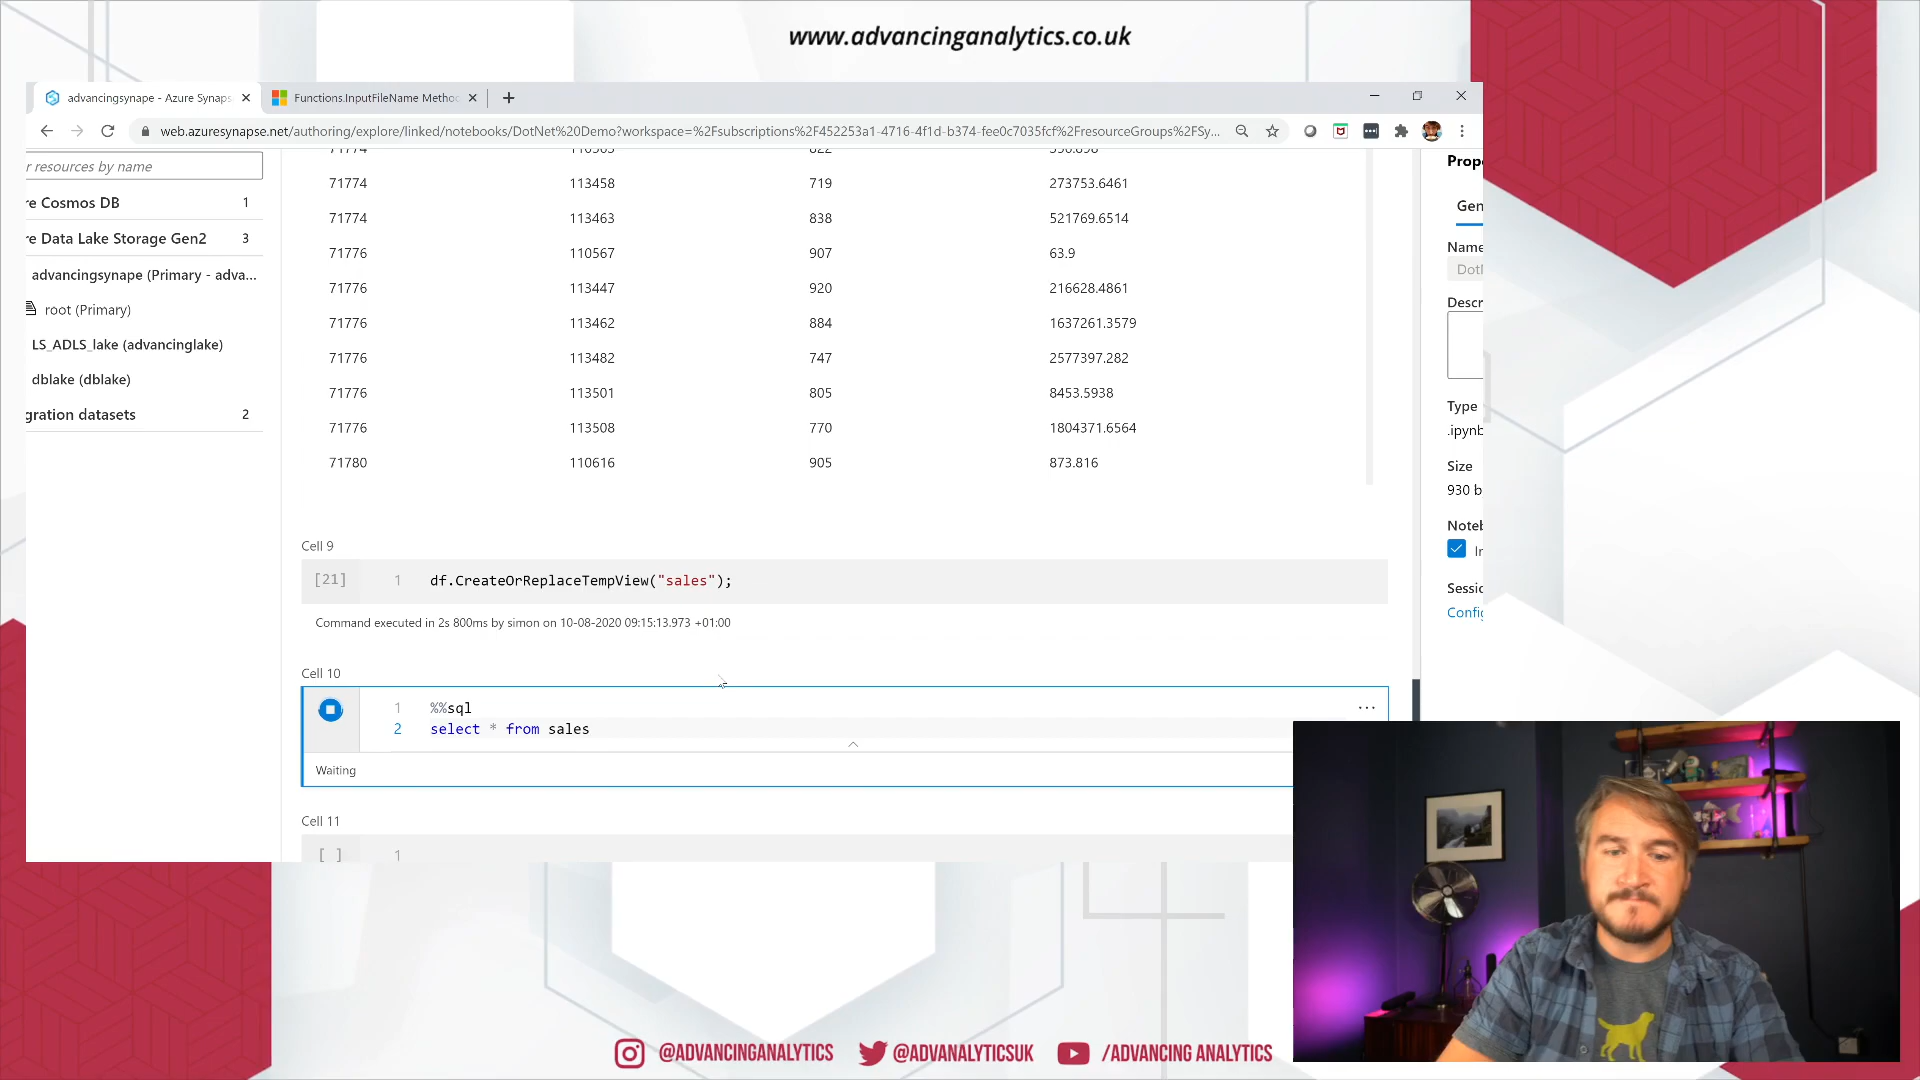 www.advancinganalytics.co.uk
advancingsynapse - Azure Synaps
Functions.InputFileName Metho
web.azuresynapse.net/authoring/explore/linked/notebooks/DotNet%20Demo?workspace=%2Fsubscriptions%2F452253a1-4716-4f1d-b374-fee0c7035fcf%2FresourceGroups%2FSy...
r resources by name
re Cosmos DB 1
re Data Lake Storage Gen2 3
advancingsynape (Primary - adva...
root (Primary)
LS_ADLS_lake (advancinglake)
dblake (dblake)
gration datasets 2
71774 113458 719 273753.6461
71774 113463 838 521769.6514
71776 110567 907 63.9
71776 113447 920 216628.4861
71776 113462 884 1637261.3579
71776 113482 747 2577397.282
71776 113501 805 8453.5938
71776 113508 770 1804371.6564
71780 110616 905 873.816
Cell 9
[21] 1 df.CreateOrReplaceTempView("sales");
Command executed in 2s 800ms by simon on 10-08-2020 09:15:13.973 +01:00
Cell 10
1 %%sql
2 select * from sales
Waiting
Cell 11
[ ] 1
Prop
Gen
Name
Dotl
Descr
Type
.ipynb
Size
930 b
Noteb
In
Sessic
Config
@ADVANCINGANALYTICS
@ADVANALYTICSUK
/ADVANCING ANALYTICS